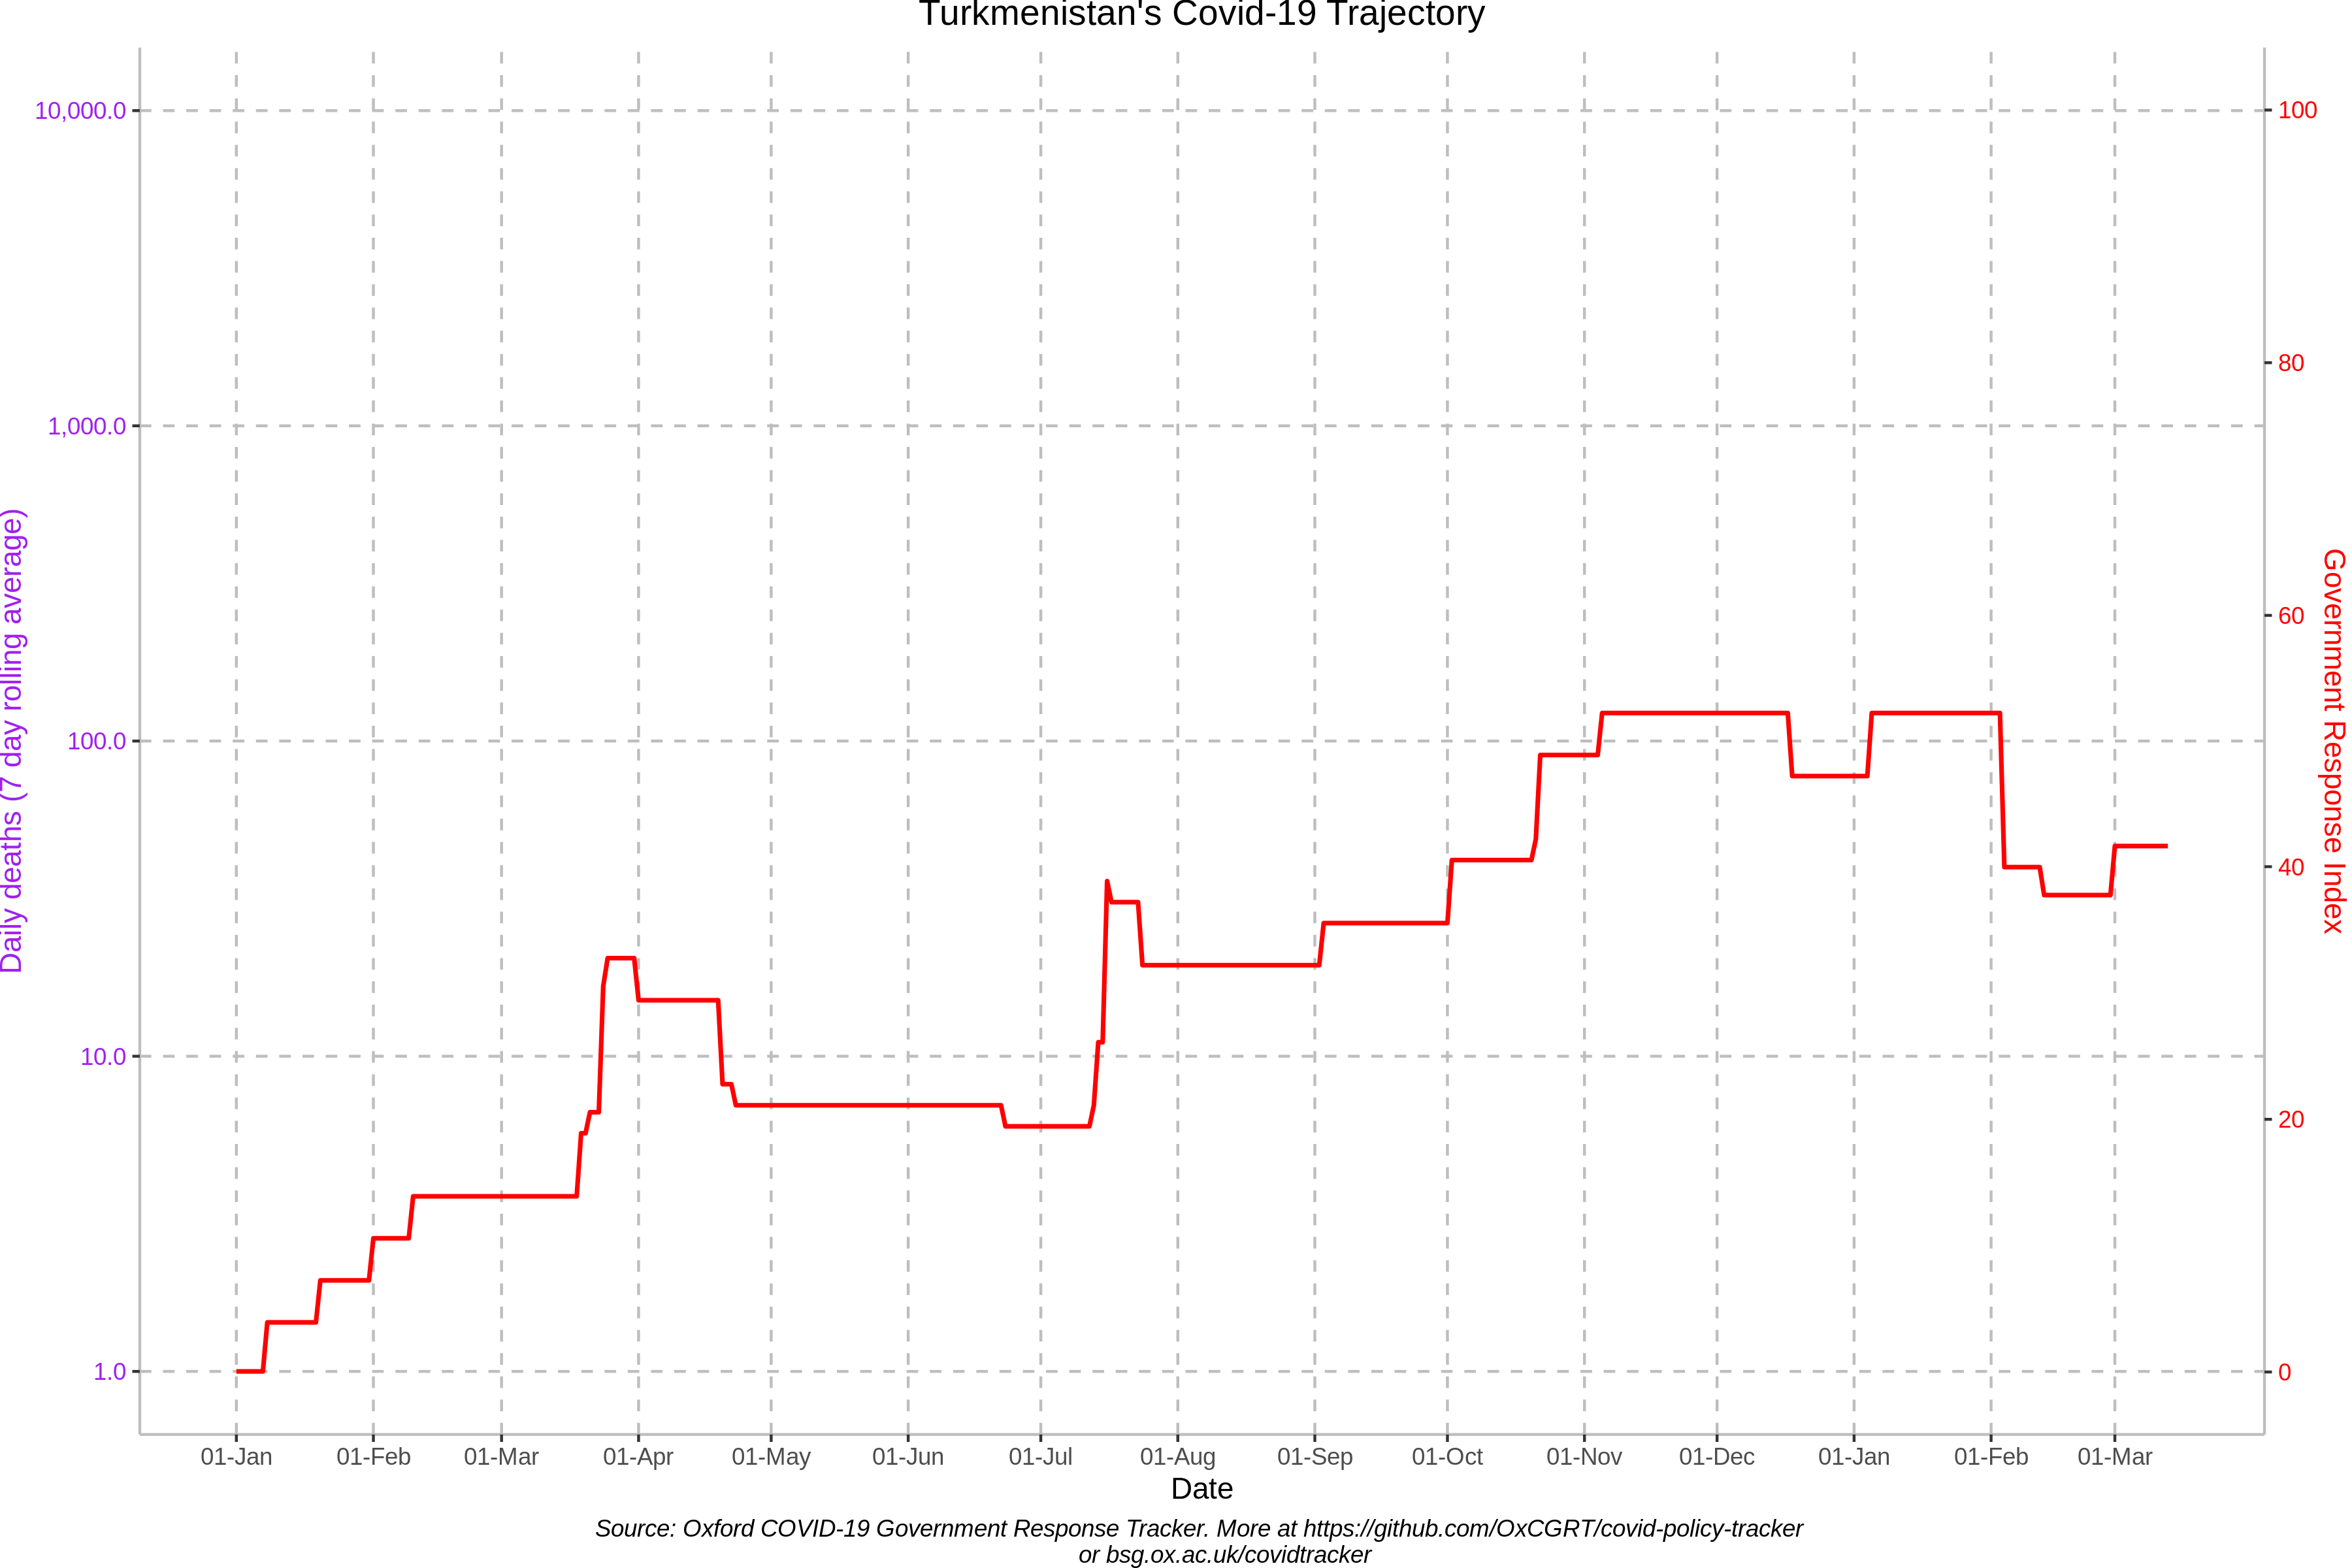 Turkmenistan's Covid-19 Trajectory
10,000.0
1,000.0
100.0
10.0
1.0
Daily deaths (7 day rolling average)
100
80
60
40
20
0
Government Response Index
01-Jan
01-Feb
01-Mar
01-Apr
01-May
01-Jun
01-Jul
01-Aug
01-Sep
01-Oct
01-Nov
01-Dec
01-Jan
01-Feb
01-Mar
Date
Source: Oxford COVID-19 Government Response Tracker. More at https://github.com/OxCGRT/covid-policy-tracker
or bsg.ox.ac.uk/covidtracker